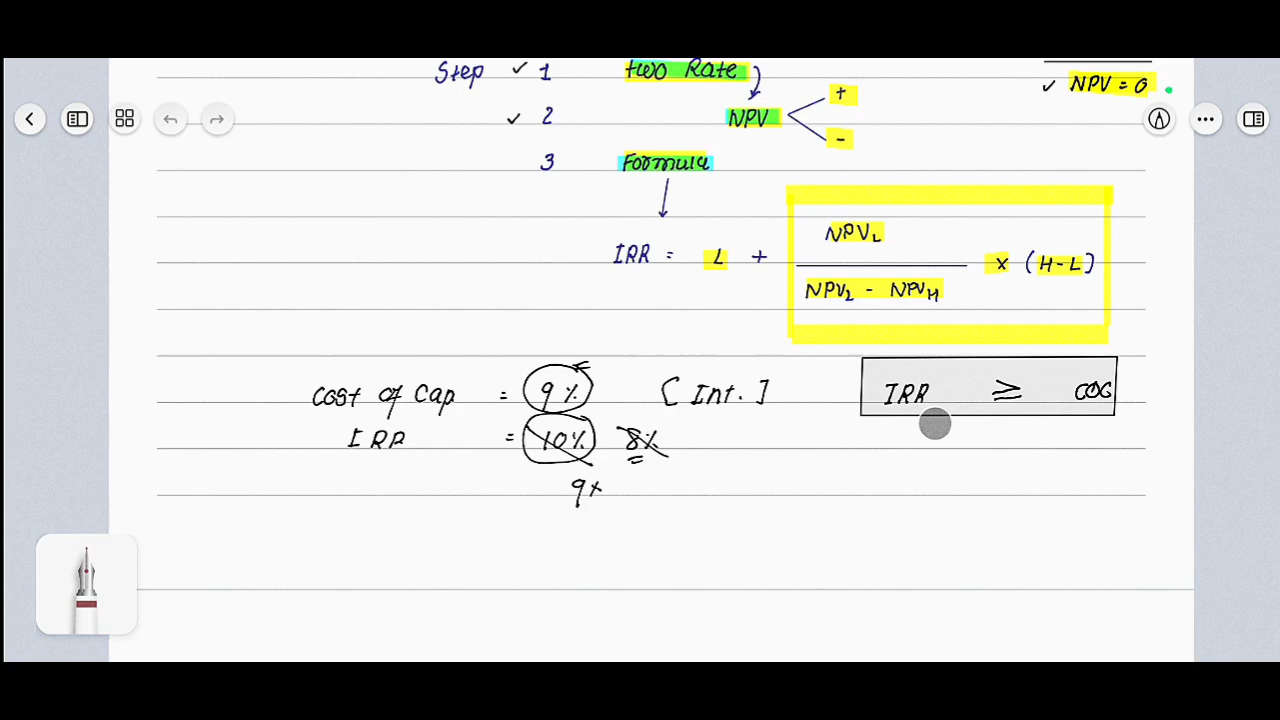 Step ✓ 1 two Rate
✓ NPV = 0
✓ 2 NPV + -
3 Formula
IRR = L + NPVL / NPVL - NPVH × (H-L)
Cost of Cap = 9% [Int.]
IRR ≥ COC
IRR = 10% 8%
9%